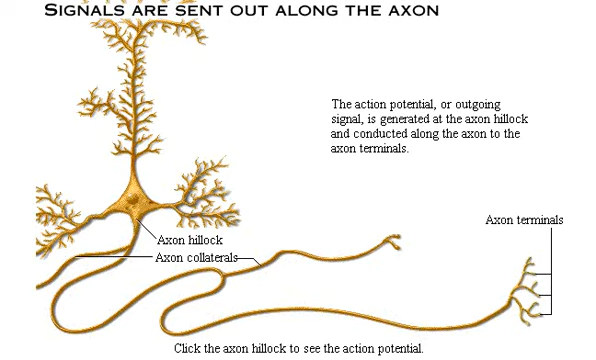 SIGNALS ARE SENT OUT ALONG THE AXON
The action potential, or outgoing
signal, is generated at the axon hillock
and conducted along the axon to the
axon terminals.
Axon terminals
Axon hillock
Axon collaterals
Click the axon hillock to see the action potential.